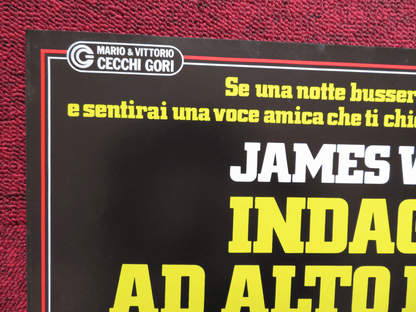 MARIO & VITTORIO
CECCHI GORI
Se una notte busser
e sentirai una voce amica che ti chi
JAMES
INDAG
AD ALTO